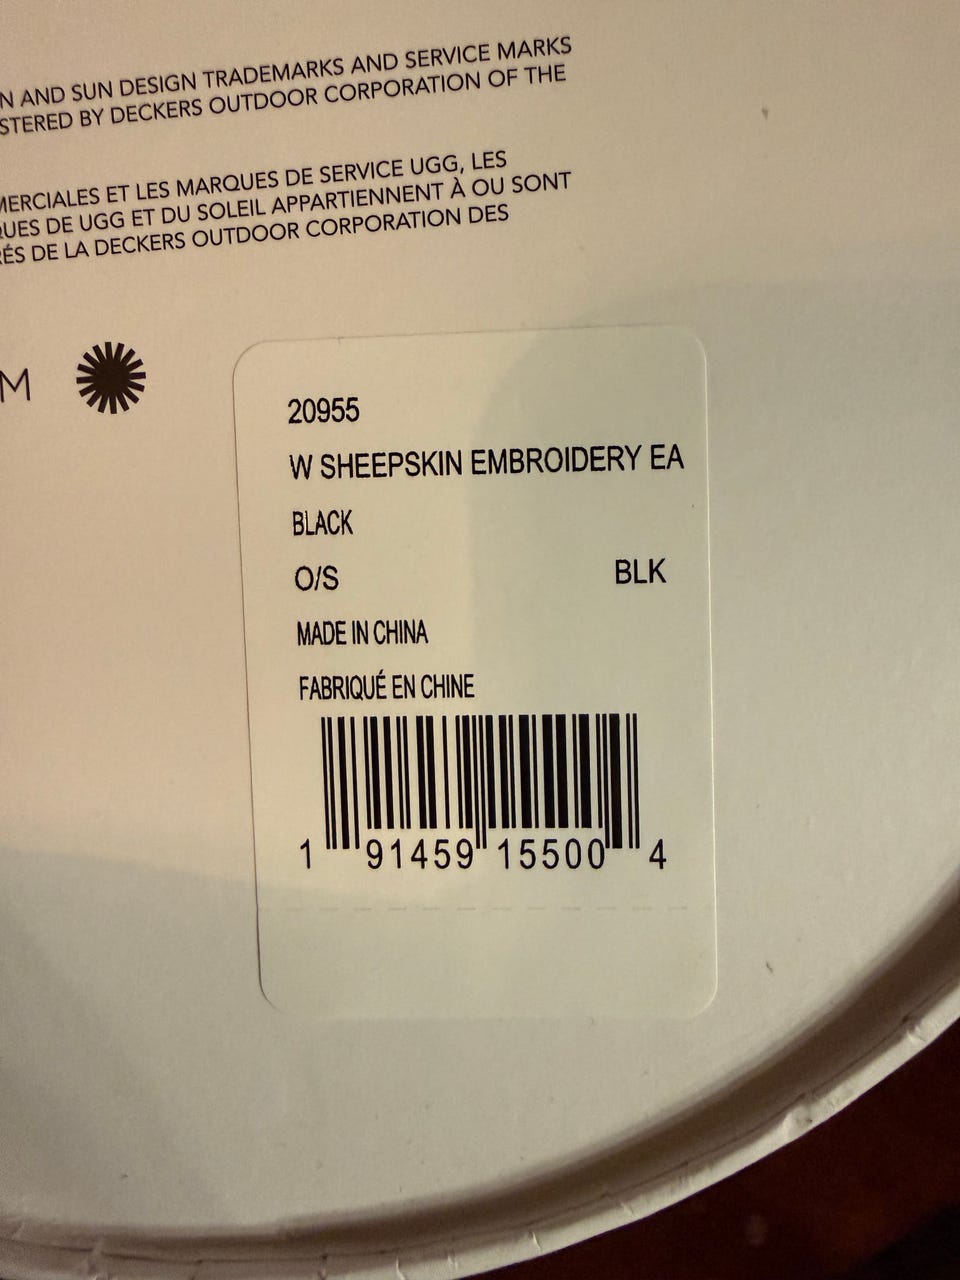 N AND SUN DESIGN TRADEMARKS AND SERVICE MARKS
STERED BY DECKERS OUTDOOR CORPORATION OF THE
MERCIALES ET LES MARQUES DE SERVICE UGG, LES
QUES DE UGG ET DU SOLEIL APPARTIENNENT À OU SONT
RÉS DE LA DECKERS OUTDOOR CORPORATION DES
M
20955
W SHEEPSKIN EMBROIDERY EA
BLACK
O/S BLK
MADE IN CHINA
FABRIQUÉ EN CHINE
1 91459 15500 4